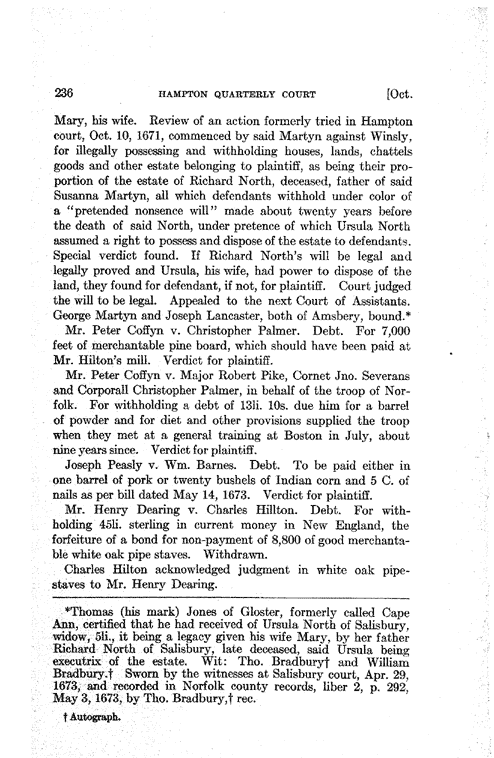 236 HAMPTON QUARTERLY COURT [Oct.
Mary, his wife. Review of an action formerly tried in Hampton
court, Oct. 10, 1671, commenced by said Martyn against Winsly,
for illegally possessing and withholding houses, lands, chattels
goods and other estate belonging to plaintiff, as being their pro-
portion of the estate of Richard North, deceased, father of said
Susanna Martyn, all which defendants withhold under color of
a "pretended nonsence will" made about twenty years before
the death of said North, under pretence of which Ursula North
assumed a right to possess and dispose of the estate to defendants.
Special verdict found. If Richard North's will be legal and
legally proved and Ursula, his wife, had power to dispose of the
land, they found for defendant, if not, for plaintiff. Court judged
the will to be legal. Appealed to the next Court of Assistants.
George Martyn and Joseph Lancaster, both of Amsbery, bound.*
Mr. Peter Coffyn v. Christopher Palmer. Debt. For 7,000
feet of merchantable pine board, which should have been paid at
Mr. Hilton's mill. Verdict for plaintiff.
Mr. Peter Coffyn v. Major Robert Pike, Cornet Jno. Severans
and Corporall Christopher Palmer, in behalf of the troop of Nor-
folk. For withholding a debt of 13li. 10s. due him for a barrel
of powder and for diet and other provisions supplied the troop
when they met at a general training at Boston in July, about
nine years since. Verdict for plaintiff.
Joseph Peasly v. Wm. Barnes. Debt. To be paid either in
one barrel of pork or twenty bushels of Indian corn and 5 C. of
nails as per bill dated May 14, 1673. Verdict for plaintiff.
Mr. Henry Dearing v. Charles Hillton. Debt. For with-
holding 45li. sterling in current money in New England, the
forfeiture of a bond for non-payment of 8,800 of good merchanta-
ble white oak pipe staves. Withdrawn.
Charles Hilton acknowledged judgment in white oak pipe-
staves to Mr. Henry Dearing.
*Thomas (his mark) Jones of Gloster, formerly called Cape
Ann, certified that he had received of Ursula North of Salisbury,
widow, 5li., it being a legacy given his wife Mary, by her father
Richard North of Salisbury, late deceased, said Ursula being
executrix of the estate. Wit: Tho. Bradbury† and William
Bradbury.† Sworn by the witnesses at Salisbury court, Apr. 29,
1673, and recorded in Norfolk county records, liber 2, p. 292,
May 3, 1673, by Tho. Bradbury,† rec.
† Autograph.